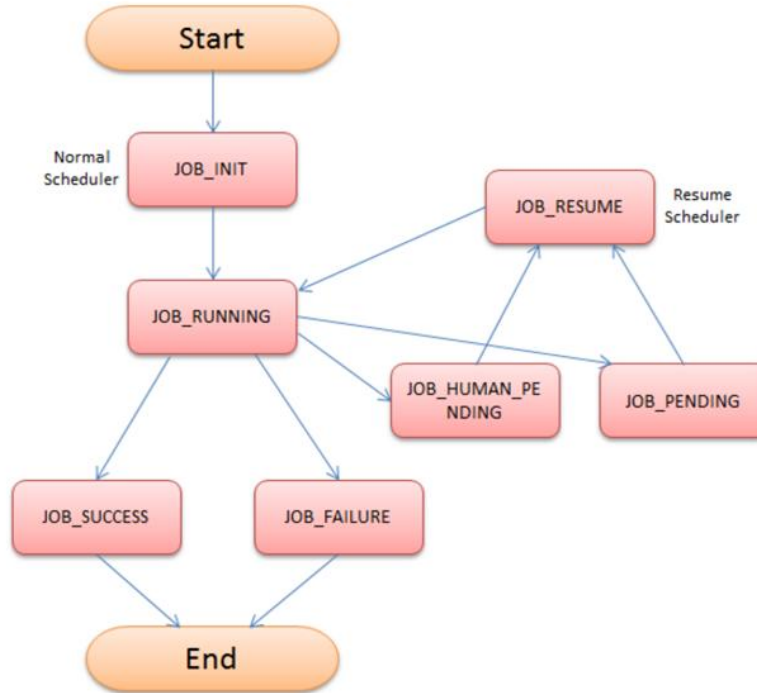 Start
Normal
Scheduler
JOB_INIT
JOB_RESUME
Resume
Scheduler
JOB_RUNNING
JOB_HUMAN_PE
NDING
JOB_PENDING
JOB_SUCCESS
JOB_FAILURE
End